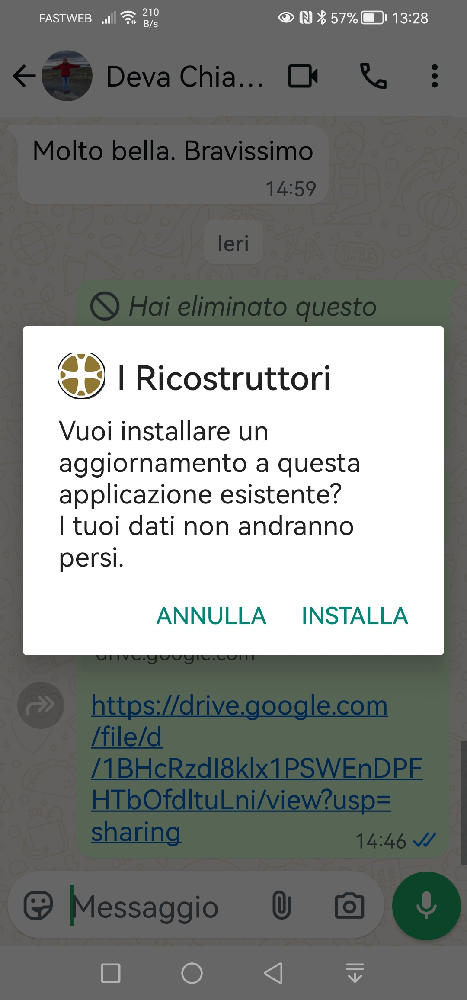 FASTWEB 210 B/s 57% 13:28
Deva Chia...
Molto bella. Bravissimo
14:59
Ieri
Hai eliminato questo
I Ricostruttori
Vuoi installare un
aggiornamento a questa
applicazione esistente?
I tuoi dati non andranno
persi.
ANNULLA INSTALLA
drive.google.com
https://drive.google.com
/file/d
/1BHcRzdI8klx1PSWEnDPF
HTbOfdltuLni/view?usp=
sharing
14:46
Messaggio